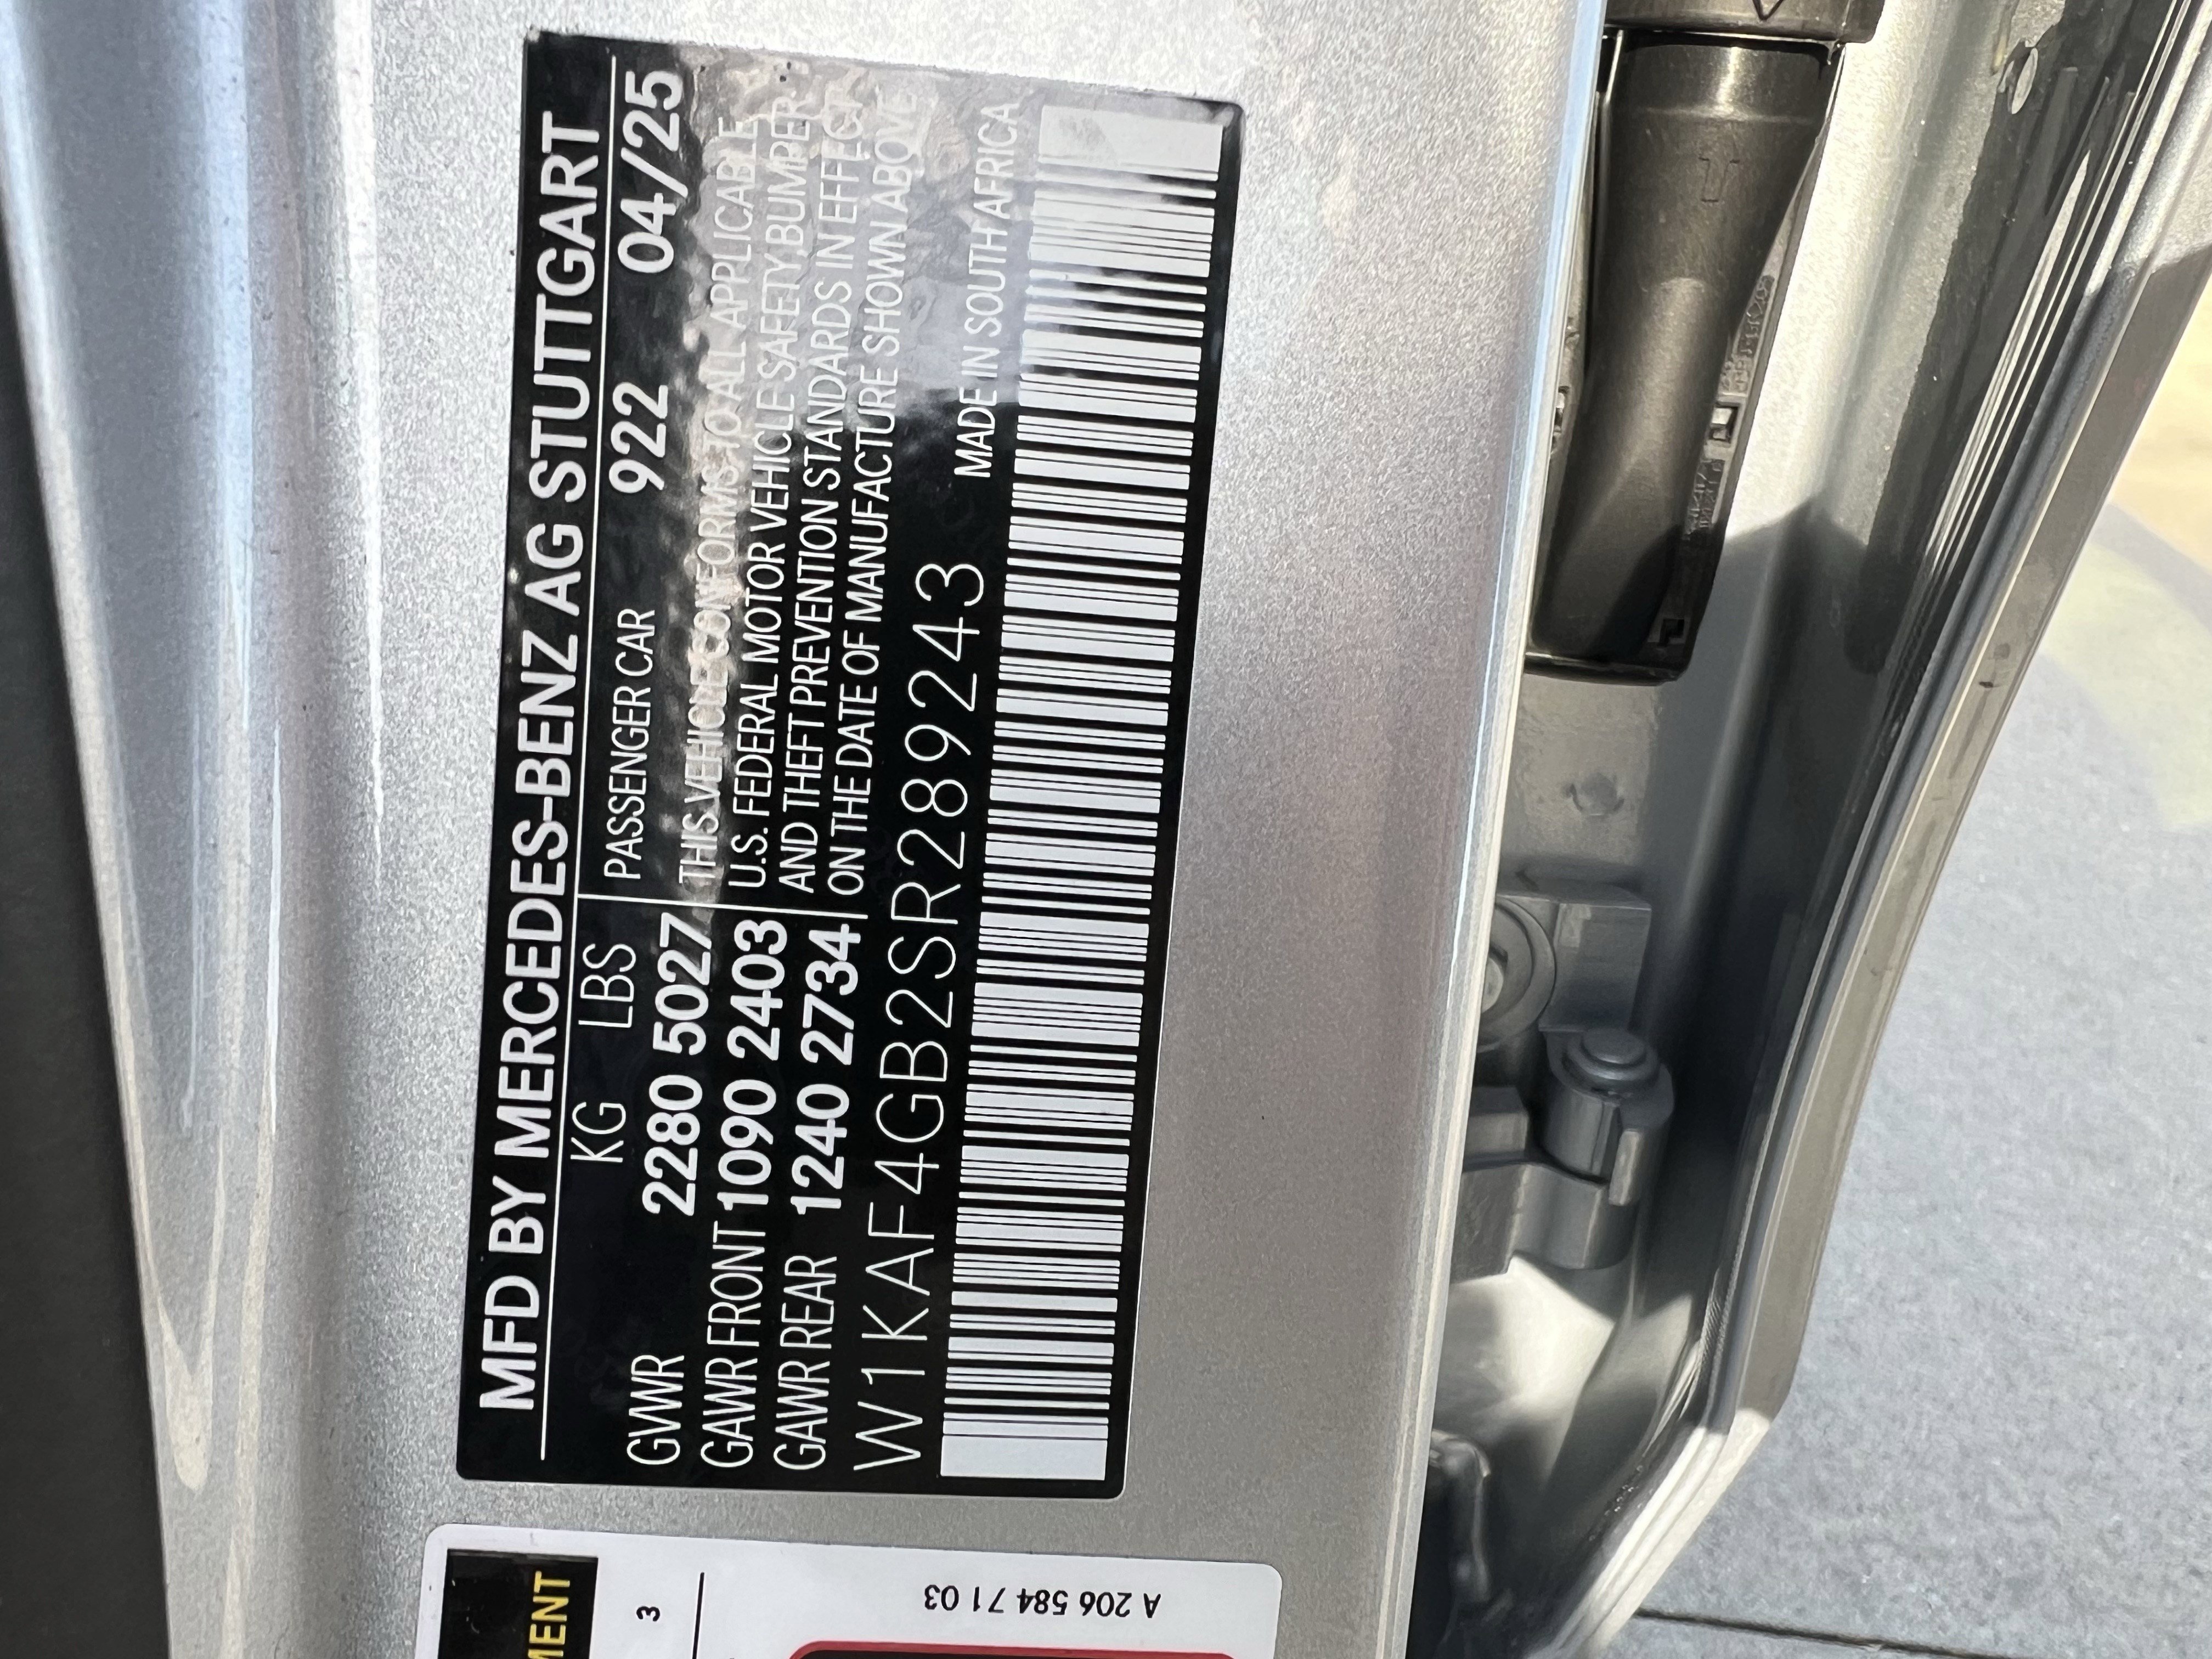 MFD BY MERCEDES-BENZ AG STUTTGART
KG LBS PASSENGER CAR 922 04/25
GVWR 2280 5027
GAWR FRONT 1090 2403
GAWR REAR 1240 2734
THIS VEHICLE CONFORMS TO ALL APPLICABLE
U.S. FEDERAL MOTOR VEHICLE SAFETY, BUMPER,
AND THEFT PREVENTION STANDARDS IN EFFECT
ON THE DATE OF MANUFACTURE SHOWN ABOVE
W1KAF4GB2SR289243
MADE IN SOUTH AFRICA
MENT
3
A 206 584 71 03